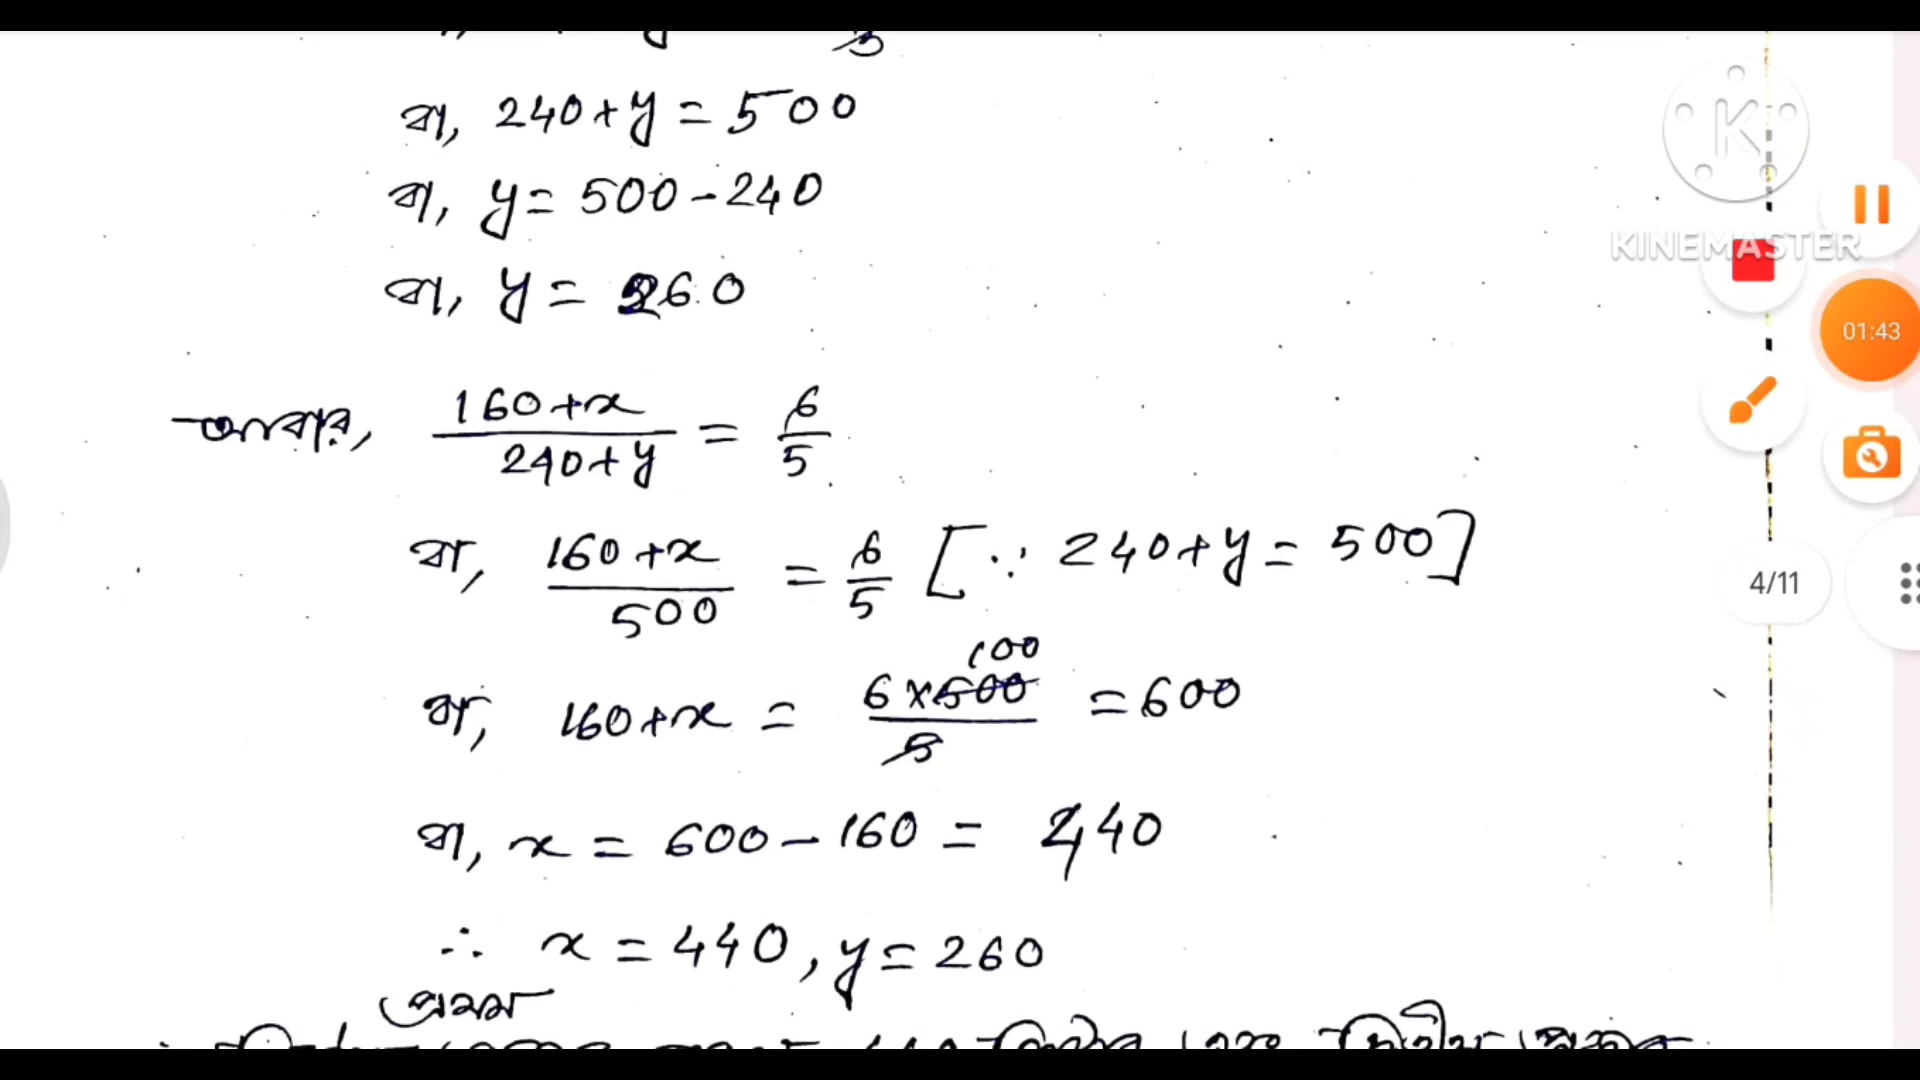 বা, 240+y = 500
বা, y = 500 - 240
বা, y = 260
আবার, (160+x)/(240+y) = 6/5
বা, (160+x)/500 = 6/5 [∵ 240+y = 500]
বা, 160+x = (6×500)/5 = 600
100
বা, x = 600 - 160 = 440
∴ x = 440, y = 260
প্রথম
KINEMASTER
01:43
4/11